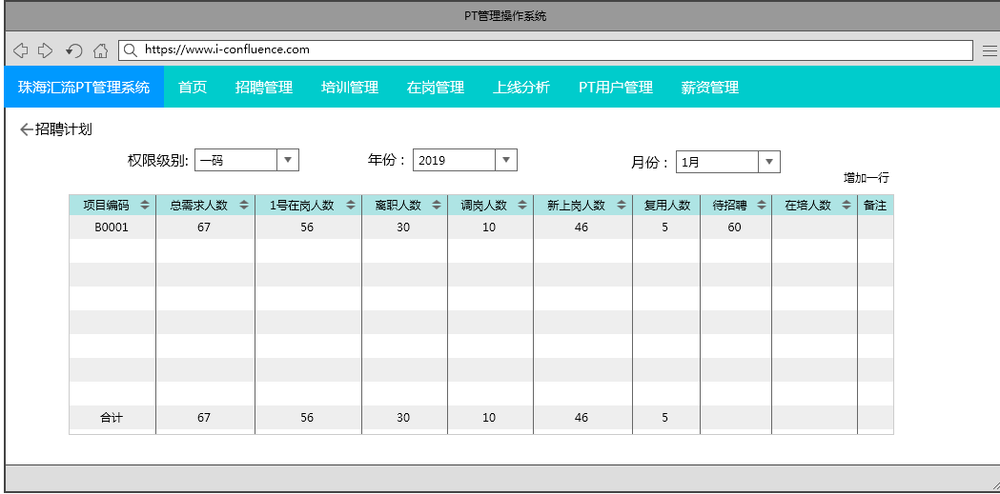 PT管理操作系统
https://www.i-confluence.com
珠海汇流PT管理系统 首页 招聘管理 培训管理 在岗管理 上线分析 PT用户管理 薪资管理
招聘计划
权限级别: 一码 年份： 2019 月份： 1月
增加一行
项目编码 总需求人数 1号在岗人数 离职人数 调岗人数 新上岗人数 复用人数 待招聘 在培人数 备注
B0001 67 56 30 10 46 5 60
合计 67 56 30 10 46 5